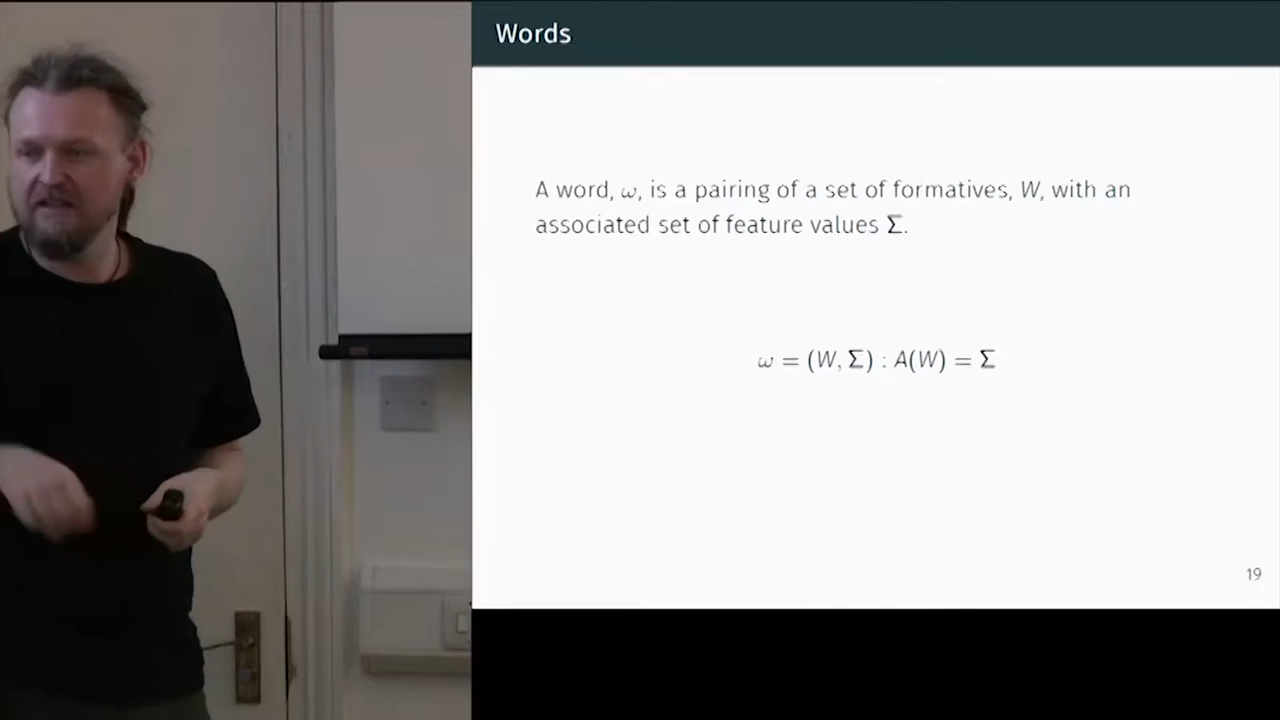 Words
A word, ω, is a pairing of a set of formatives, W, with an
associated set of feature values Σ.
ω = (W, Σ) : A(W) = Σ
19